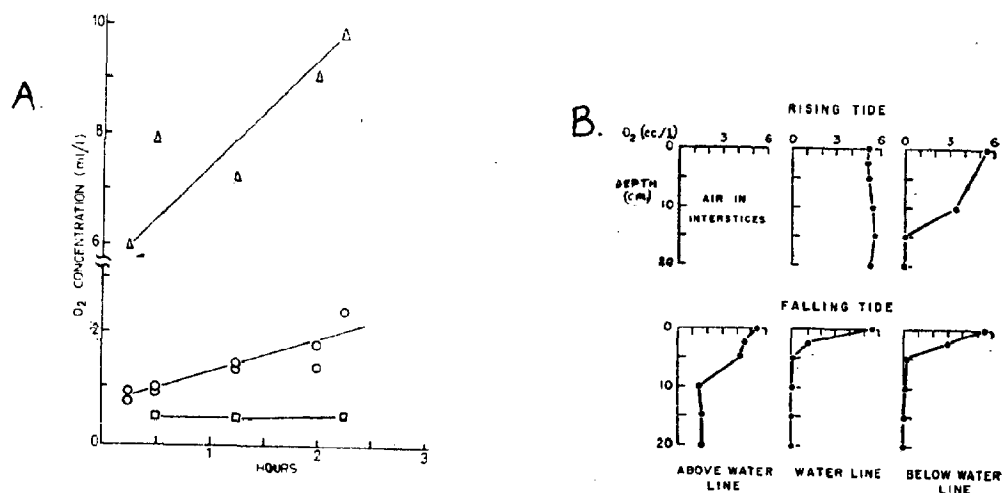 A.
10
8
6
2
0
O₂ CONCENTRATION (ml/l)
1
2
3
HOURS
B.
RISING TIDE
O₂ (cc/l)
3
6
0
3
6
0
3
6
0
DEPTH
(cm)
10
20
AIR IN
INTERSTICES
FALLING TIDE
0
10
20
ABOVE WATER
LINE
WATER LINE
BELOW WATER
LINE